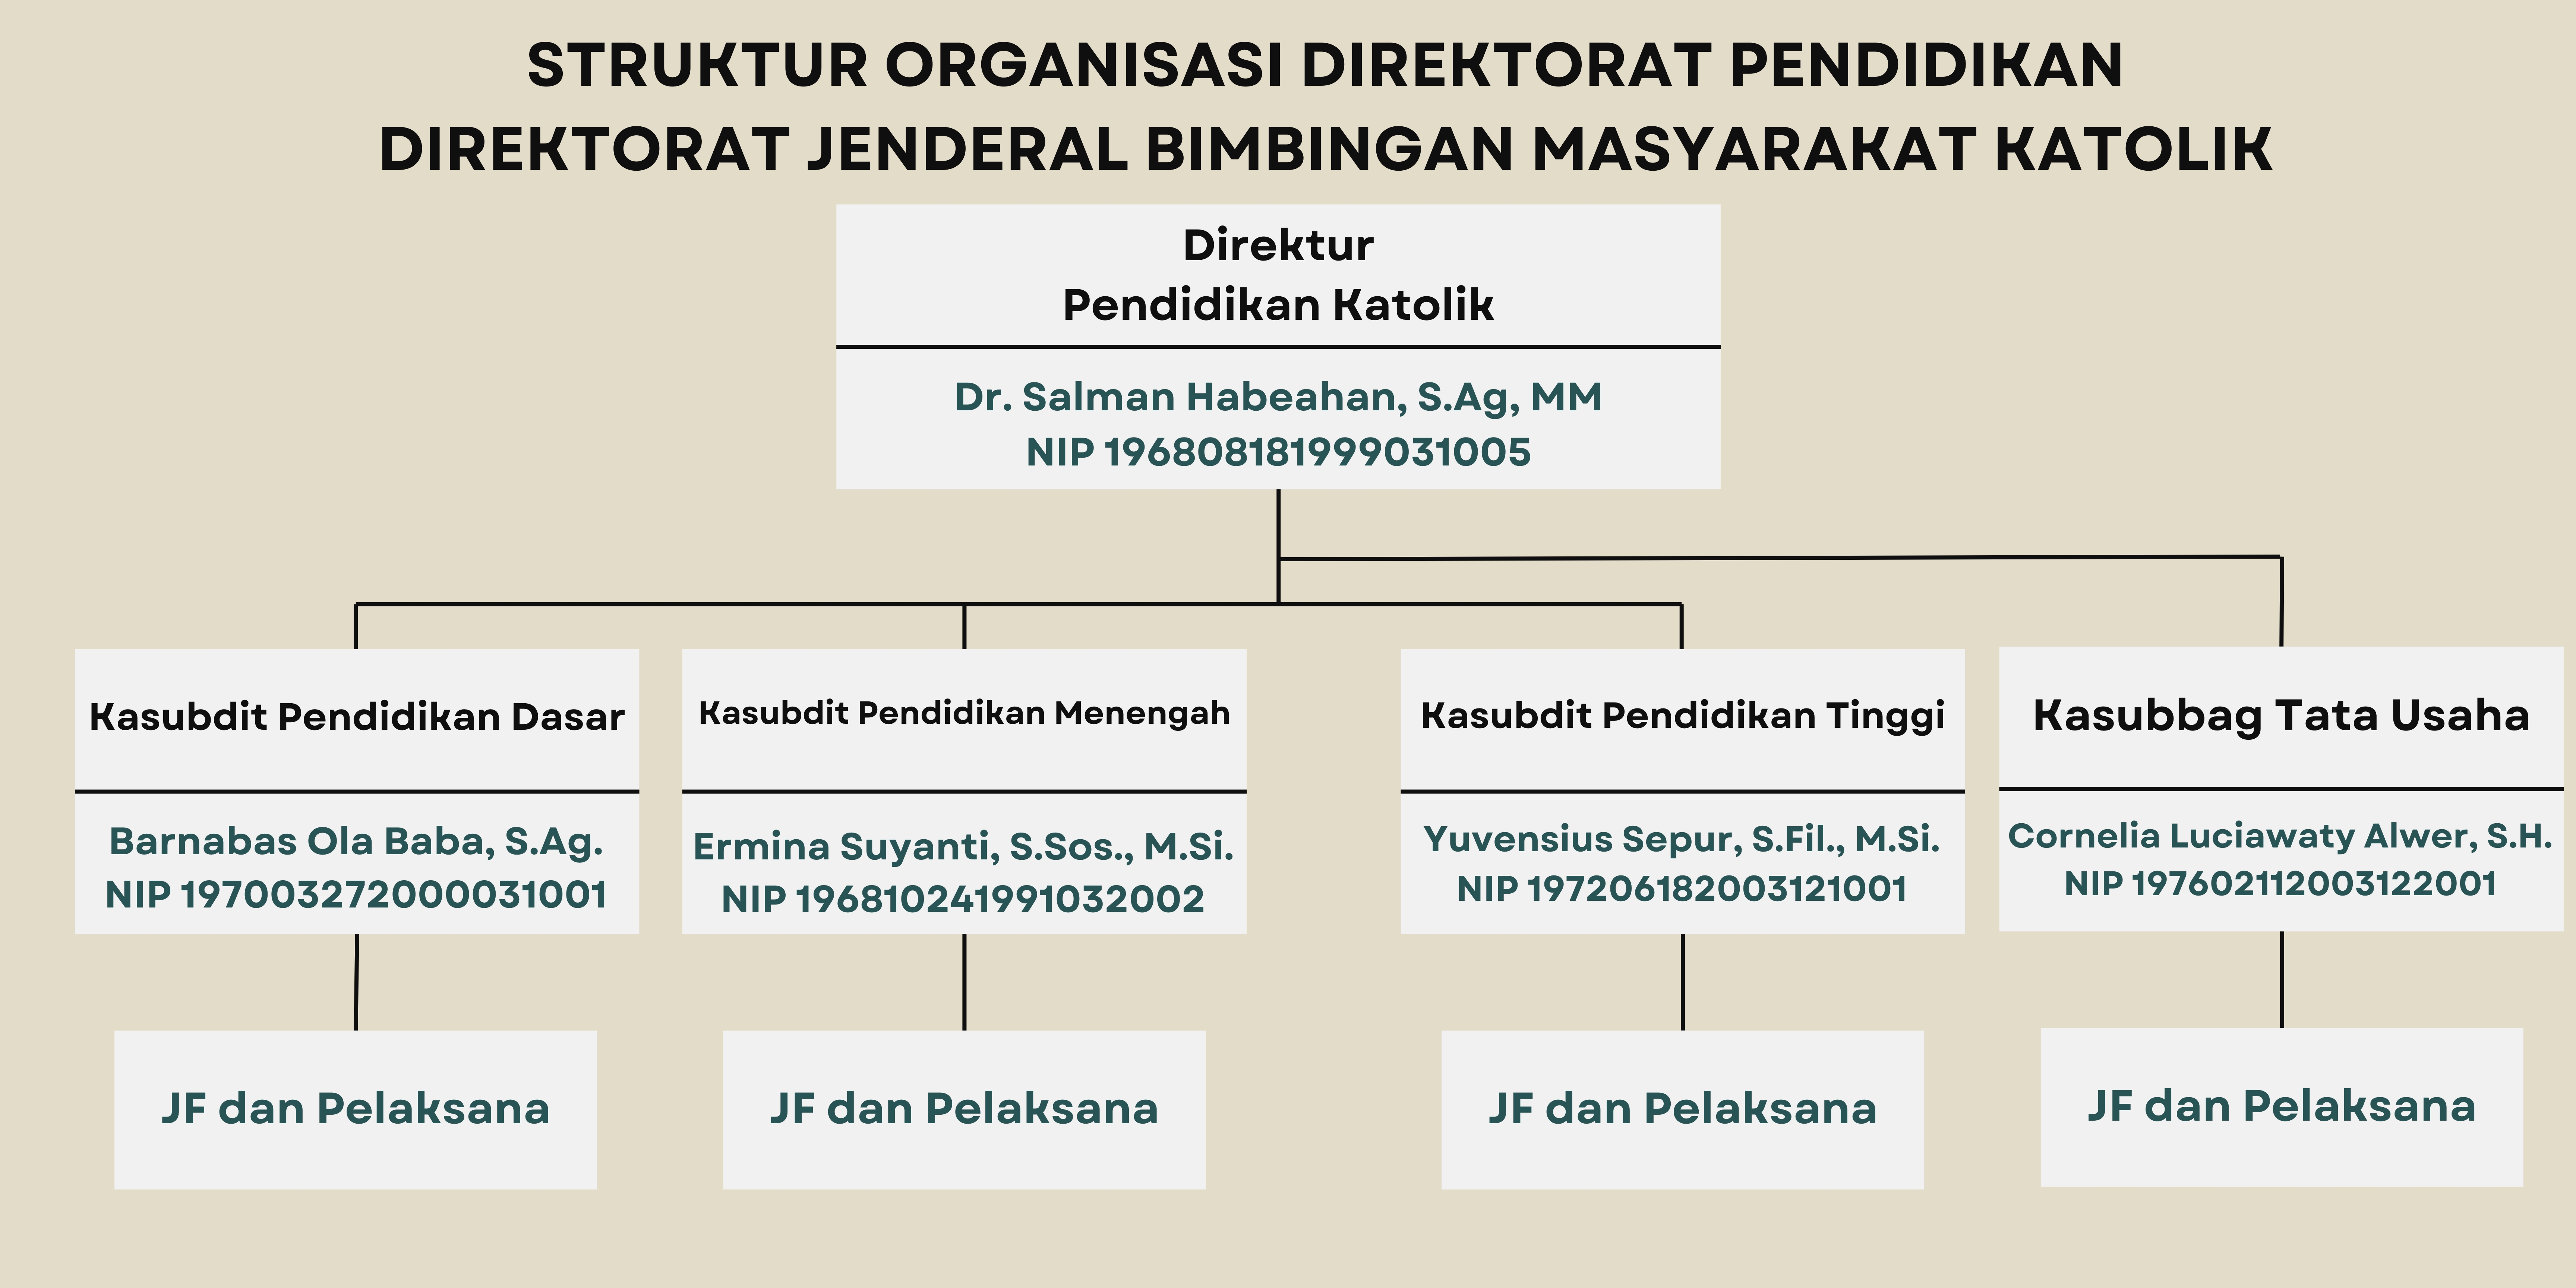 STRUKTUR ORGANISASI DIREKTORAT PENDIDIKAN
DIREKTORAT JENDERAL BIMBINGAN MASYARAKAT KATOLIK
Direktur
Pendidikan Katolik
Dr. Salman Habeahan, S.Ag, MM
NIP 196808181999031005
Kasubdit Pendidikan Dasar
Barnabas Ola Baba, S.Ag.
NIP 197003272000031001
JF dan Pelaksana
Kasubdit Pendidikan Menengah
Ermina Suyanti, S.Sos., M.Si.
NIP 196810241991032002
JF dan Pelaksana
Kasubdit Pendidikan Tinggi
Yuvensius Sepur, S.Fil., M.Si.
NIP 197206182003121001
JF dan Pelaksana
Kasubbag Tata Usaha
Cornelia Luciawaty Alwer, S.H.
NIP 197602112003122001
JF dan Pelaksana